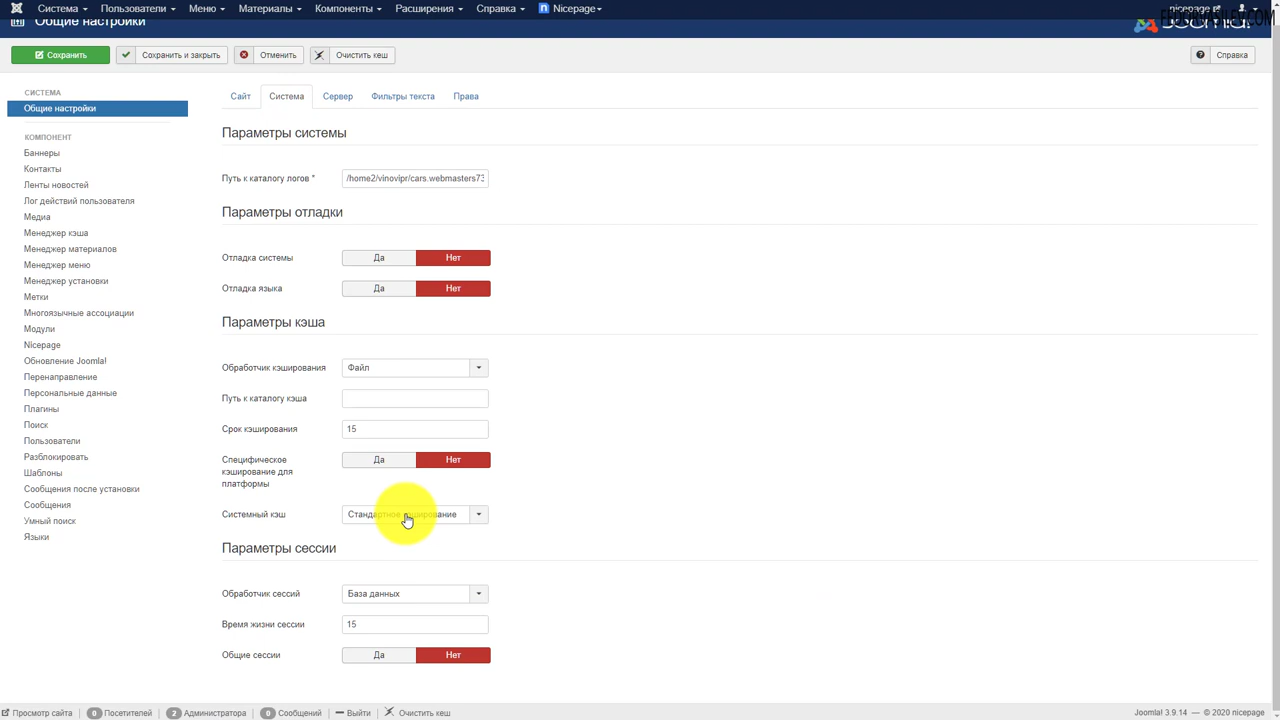 Система Пользователи Меню Материалы Компоненты Расширения Справка Nicepage nicepage
Общие настройки
Joomla!
Сохранить Сохранить и закрыть Отменить Очистить кеш Справка
СИСТЕМА
Общие настройки
КОМПОНЕНТ
Баннеры
Контакты
Ленты новостей
Лог действий пользователя
Медиа
Менеджер кэша
Менеджер материалов
Менеджер меню
Менеджер установки
Метки
Многоязычные ассоциации
Модули
Nicepage
Обновление Joomla!
Перенаправление
Персональные данные
Плагины
Поиск
Пользователи
Разблокировать
Шаблоны
Сообщения после установки
Сообщения
Умный поиск
Языки
Сайт Система Сервер Фильтры текста Права
Параметры системы
Путь к каталогу логов * /home2/vinovipr/cars.webmasters73
Параметры отладки
Отладка системы Да Нет
Отладка языка Да Нет
Параметры кэша
Обработчик кэширования Файл
Путь к каталогу кэша
Срок кэширования 15
Специфическое
кэширование для
платформы
Да Нет
Системный кэш Стандартное кэширование
Параметры сессии
Обработчик сессий База данных
Время жизни сессии 15
Общие сессии Да Нет
Просмотр сайта 0 Посетителей 2 Администратора 0 Сообщений Выйти Очистить кеш Joomla! 3.9.14 — © 2020 nicepage